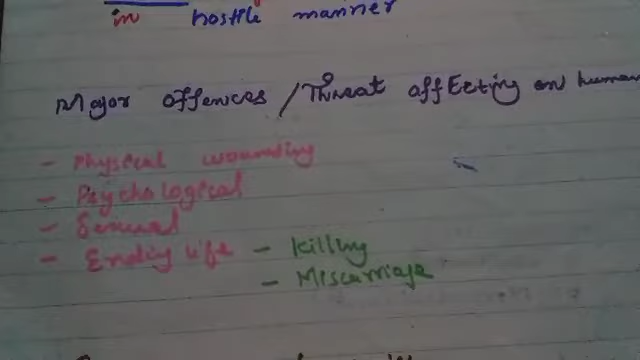 in hostile manner
Major offences / Threat affecting on human
- Physical wounding
- Psychological
- Sexual
- Ending life - Killing
- Miscarriage